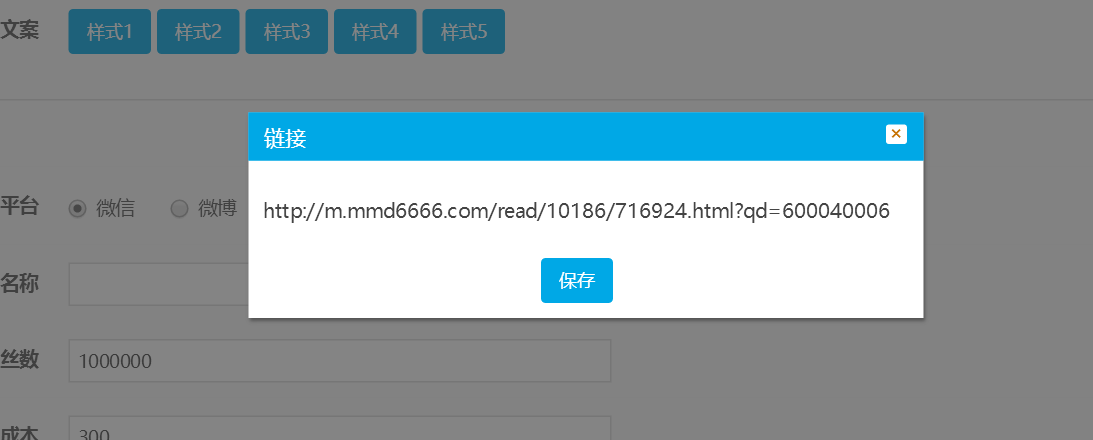 文案 样式1 样式2 样式3 样式4 样式5
链接
平台 微信 微博
http://m.mmd6666.com/read/10186/716924.html?qd=600040006
名称
保存
丝数 1000000
成本 300